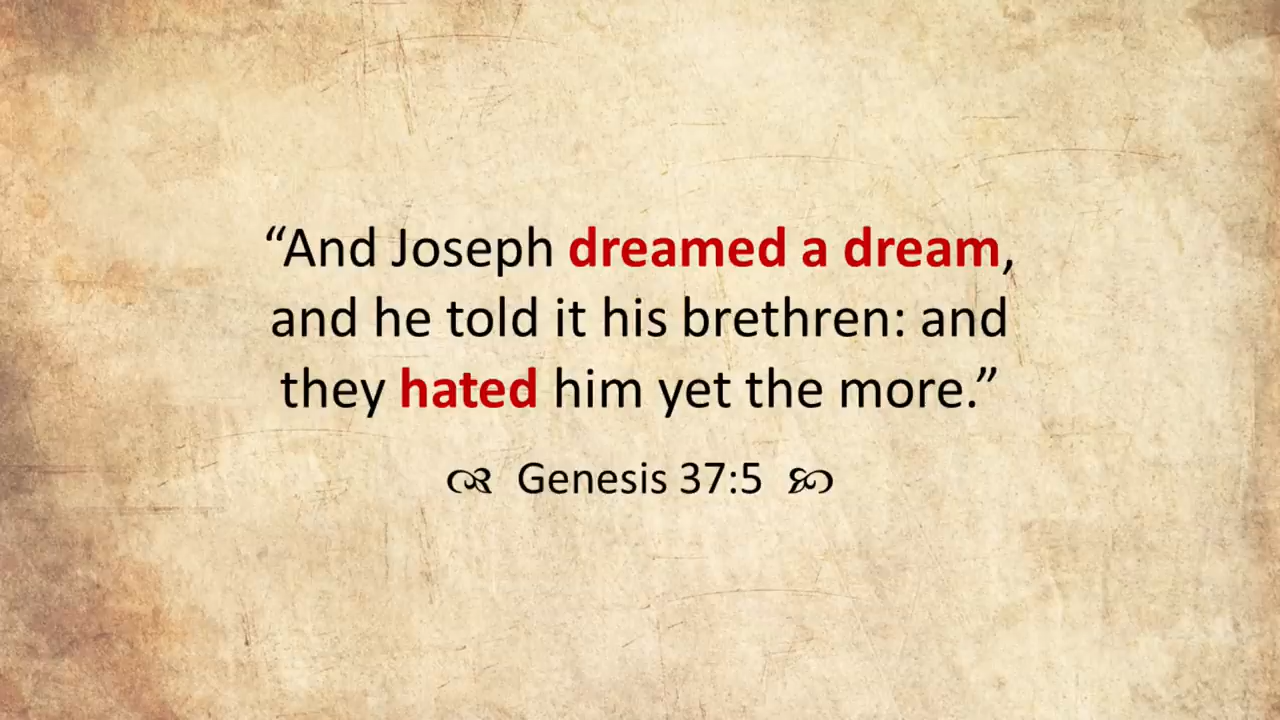 “And Joseph dreamed a dream,
and he told it his brethren: and
they hated him yet the more.”
Genesis 37:5